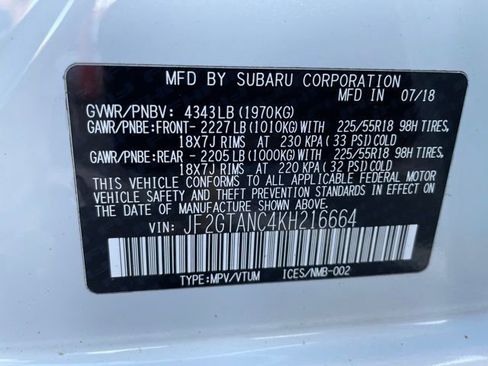 MFD BY SUBARU CORPORATION
MFD IN 07/18
GVWR/PNBV: 4343LB(1970KG)
GAWR/PNBE:FRONT-2227LB(1010KG)WITH 225/55R18 98H TIRES,
18X7J RIMS AT 230 KPA( 33 PSI)COLD
GAWR/PNBE:REAR -2205LB(1000KG)WITH 225/55R18 98H TIRES,
18X7J RIMS AT 220 KPA( 32 PSI)COLD
THIS VEHICLE CONFORMS TO ALL APPLICABLE FEDERAL MOTOR
VEHICLE SAFETY AND THEFT PREVENTION STANDARDS IN EFFECT
ON THE DATE OF MANUFACTURE SHOWN ABOVE.
VIN: JF2GTANC4KH216664
TYPE:MPV/VTUM ICES/NMB-002